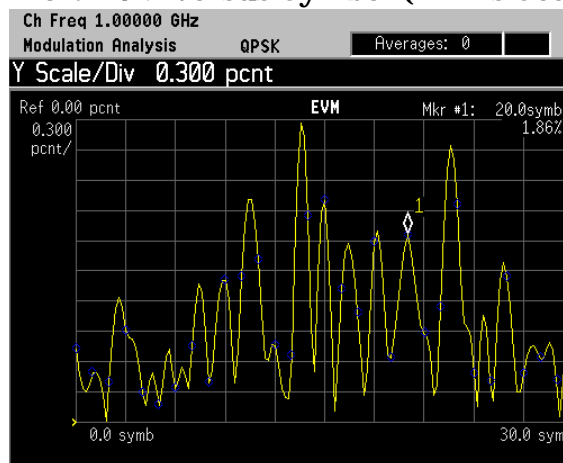 Ch Freq 1.00000 GHz
Modulation Analysis QPSK Averages: 0
Y Scale/Div 0.300 pcnt
Ref 0.00 pcnt EVM Mkr #1: 20.0symb
0.300 1.86%
pcnt/
1
0.0 symb 30.0 sym